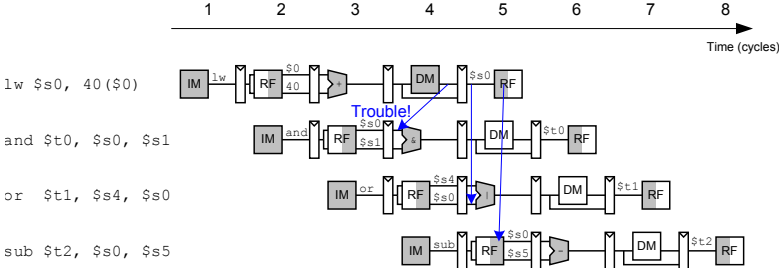 1 2 3 4 5 6 7 8
Time (cycles)
lw $s0, 40($0) IM lw RF $0 40 + DM $s0 RF
Trouble!
and $t0, $s0, $s1 IM and RF $s0 $s1 & DM $t0 RF
or $t1, $s4, $s0 IM or RF $s4 $s0 | DM $t1 RF
sub $t2, $s0, $s5 IM sub RF $s0 $s5 - DM $t2 RF